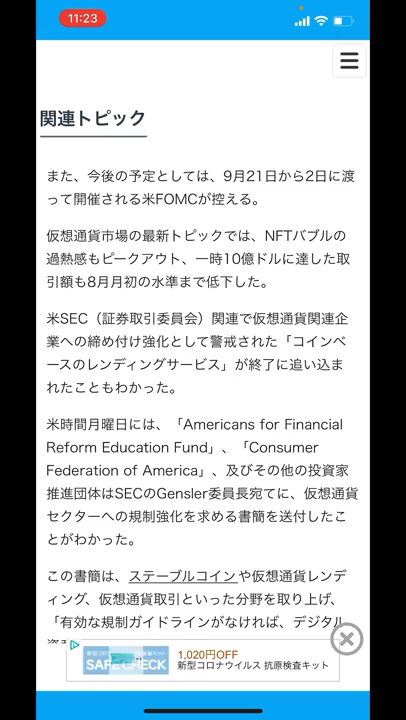 11:23
関連トピック
また、今後の予定としては、9月21日から2日に渡
って開催される米FOMCが控える。
仮想通貨市場の最新トピックでは、NFTバブルの
過熱感もピークアウト、一時10億ドルに達した取
引額も8月月初の水準まで低下した。
米SEC（証券取引委員会）関連で仮想通貨関連企
業への締め付け強化として警戒された「コインベ
ースのレンディングサービス」が終了に追い込ま
れたこともわかった。
米時間月曜日には、「Americans for Financial
Reform Education Fund」、「Consumer
Federation of America」、及びその他の投資家
推進団体はSECのGensler委員長宛てに、仮想通貨
セクターへの規制強化を求める書簡を送付したこ
とがわかった。
この書簡は、ステーブルコインや仮想通貨レンデ
ィング、仮想通貨取引といった分野を取り上げ、
「有効な規制ガイドラインがなければ、デジタル
SAFE CHECK
1,020円OFF
新型コロナウイルス 抗原検査キット